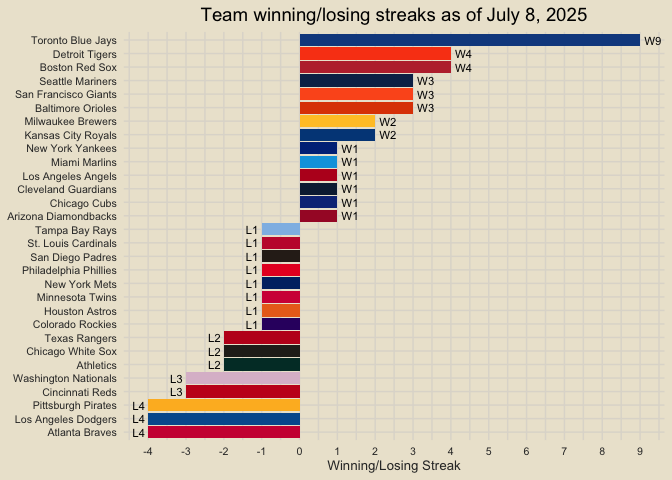 Team winning/losing streaks as of July 8, 2025
Toronto Blue Jays W9
Detroit Tigers W4
Boston Red Sox W4
Seattle Mariners W3
San Francisco Giants W3
Baltimore Orioles W3
Milwaukee Brewers W2
Kansas City Royals W2
New York Yankees W1
Miami Marlins W1
Los Angeles Angels W1
Cleveland Guardians W1
Chicago Cubs W1
Arizona Diamondbacks W1
Tampa Bay Rays L1
St. Louis Cardinals L1
San Diego Padres L1
Philadelphia Phillies L1
New York Mets L1
Minnesota Twins L1
Houston Astros L1
Colorado Rockies L1
Texas Rangers L2
Chicago White Sox L2
Athletics L2
Washington Nationals L3
Cincinnati Reds L3
Pittsburgh Pirates L4
Los Angeles Dodgers L4
Atlanta Braves L4
-4 -3 -2 -1 0 1 2 3 4 5 6 7 8 9
Winning/Losing Streak